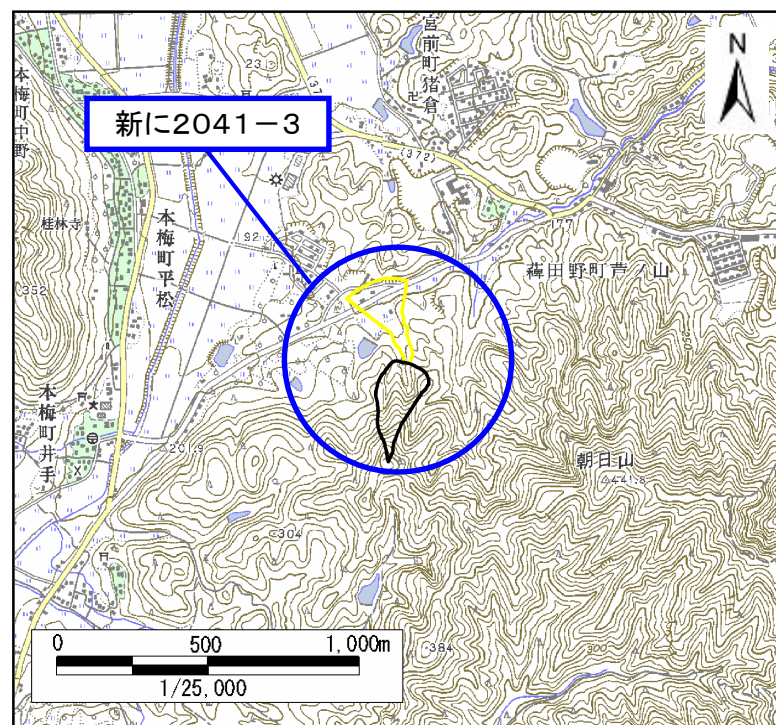 N
新に2041－3
宮前町猪倉
本梅町中野
(372)
桂林寺
本梅町平松
92
177
薭田野町芦ノ山
352
本梅町井手
201.9
朝日山
441.8
304
384
300
0 500 1,000m
1/25,000